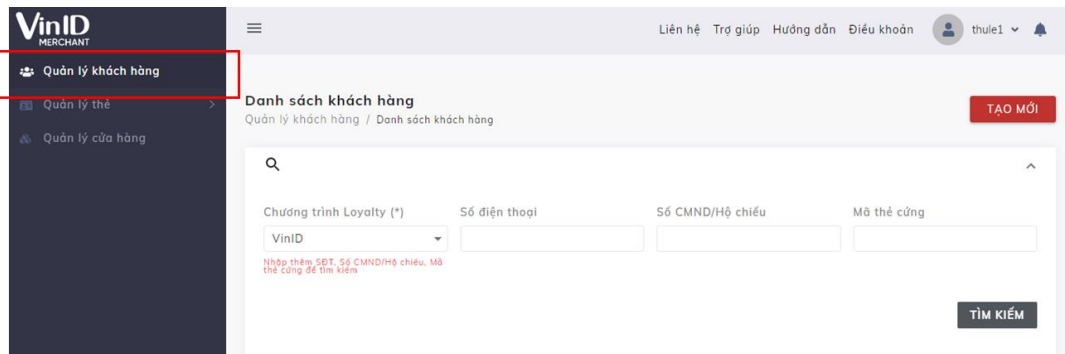 VinID
MERCHANT
Liên hệ Trợ giúp Hướng dẫn Điều khoản thule1
Quản lý khách hàng
Quản lý thẻ
Quản lý cửa hàng
Danh sách khách hàng
Quản lý khách hàng / Danh sách khách hàng
TẠO MỚI
Chương trình Loyalty (*) Số điện thoại Số CMND/Hộ chiếu Mã thẻ cứng
VinID
Nhập thêm SĐT, Số CMND/Hộ chiếu, Mã
thẻ cứng để tìm kiếm
TÌM KIẾM